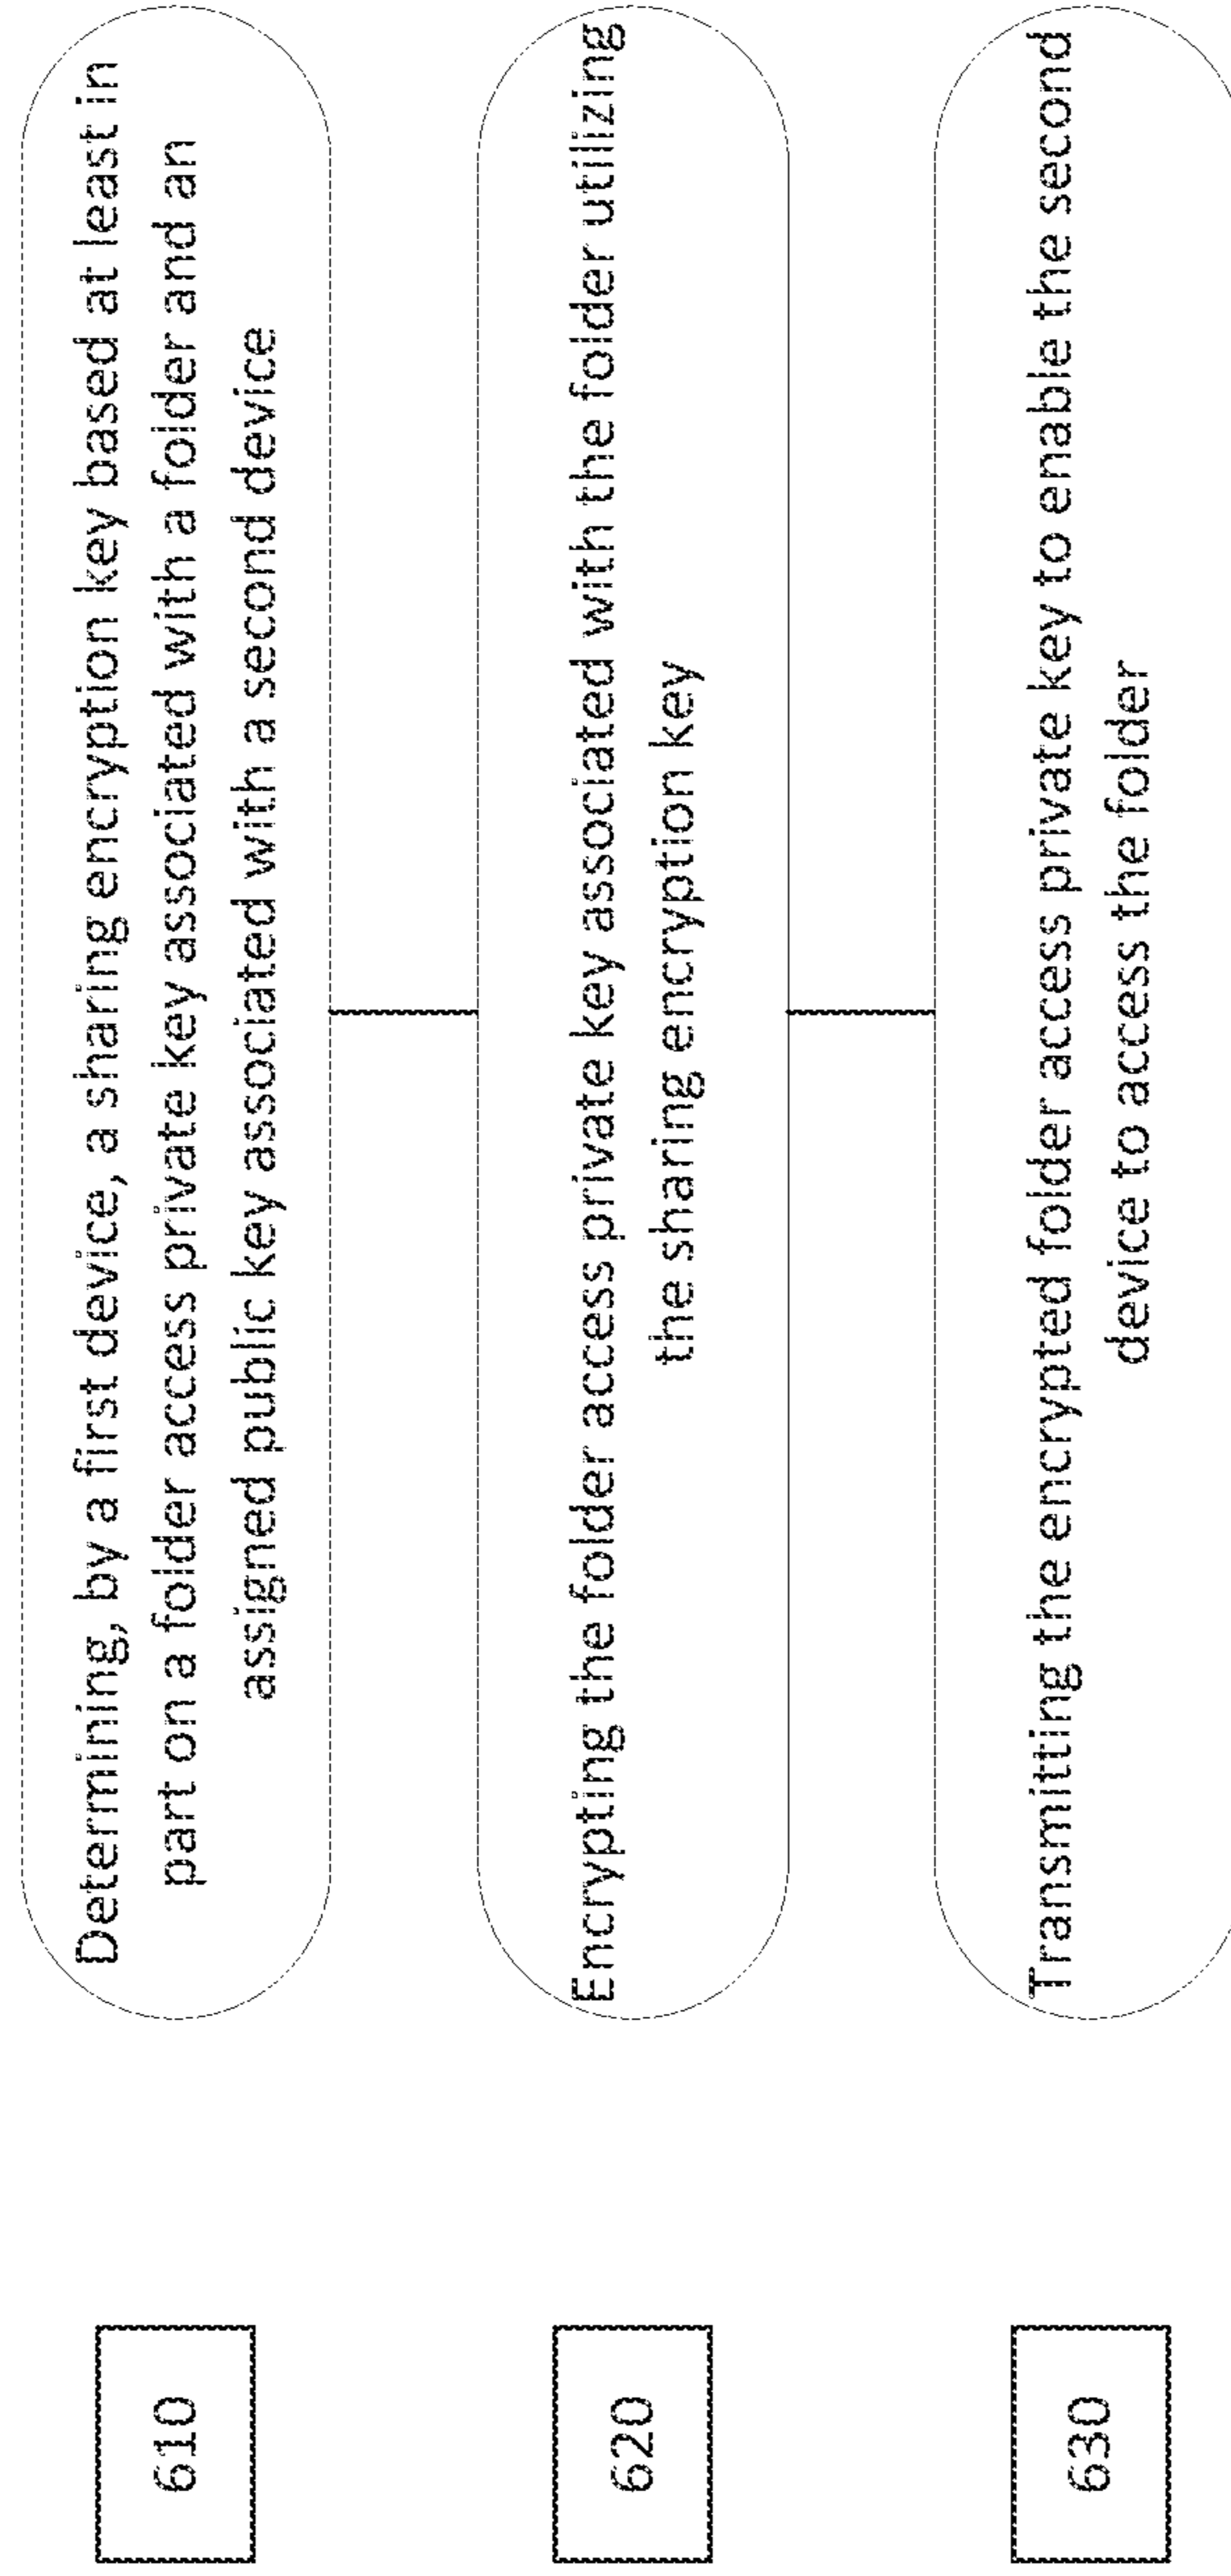 610
Determining, by a first device, a sharing encryption key based at least in
part on a folder access private key associated with a folder and an
assigned public key associated with a second device
620
Encrypting the folder access private key associated with the folder utilizing
the sharing encryption key
630
Transmitting the encrypted folder access private key to enable the second
device to access the folder